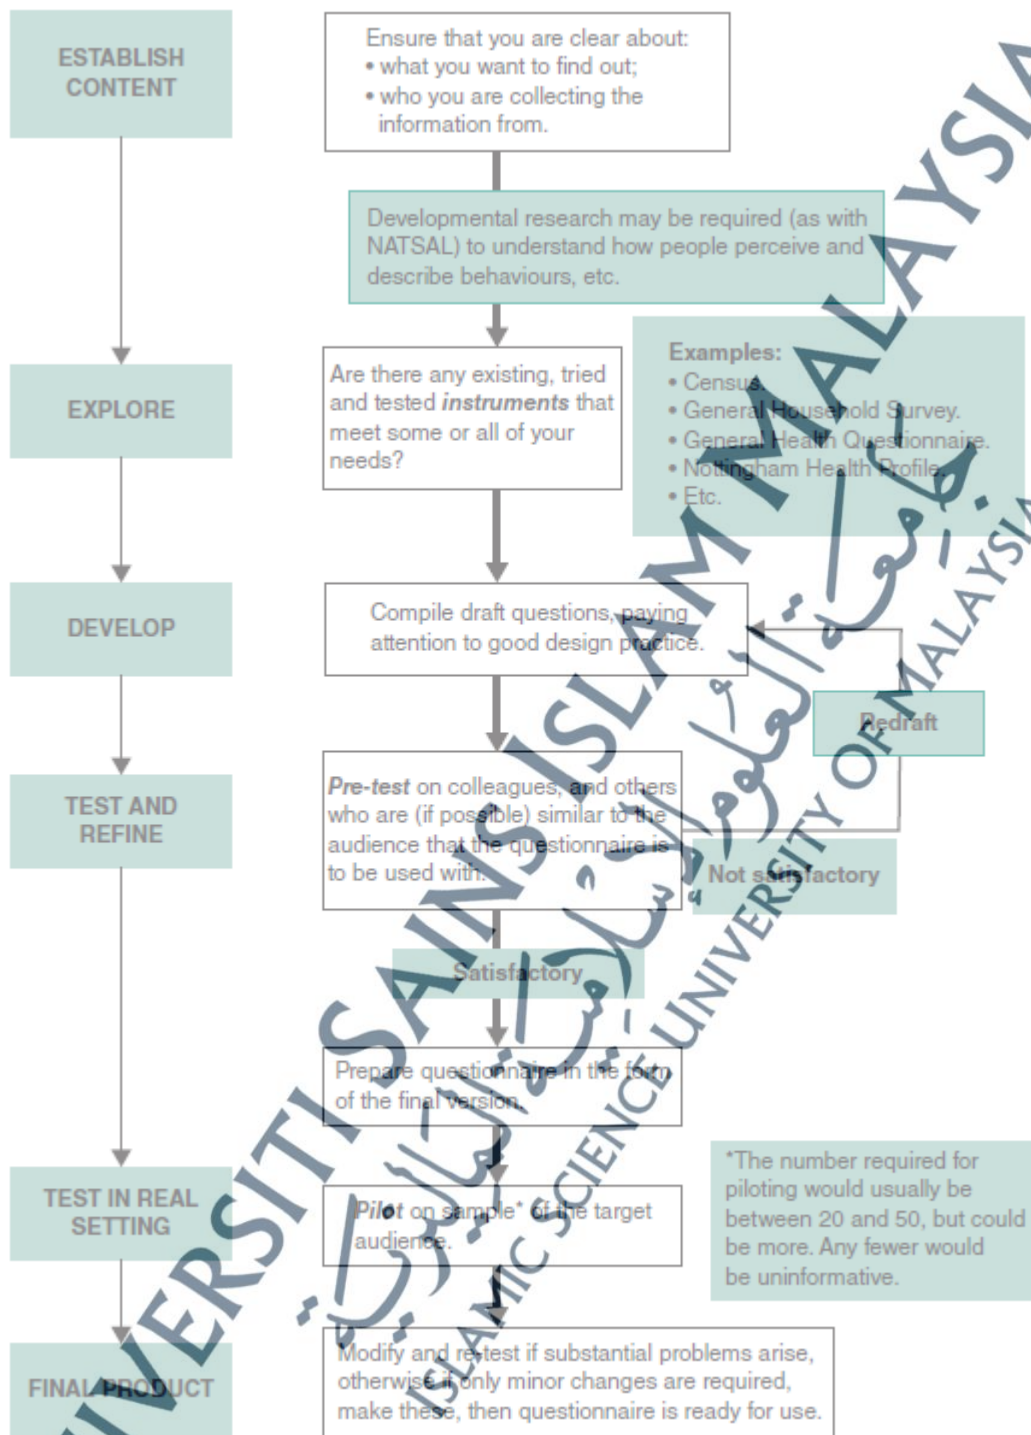 ESTABLISH
CONTENT
Ensure that you are clear about:
• what you want to find out;
• who you are collecting the
information from.
Developmental research may be required (as with
NATSAL) to understand how people perceive and
describe behaviours, etc.
EXPLORE
Are there any existing, tried
and tested instruments that
meet some or all of your
needs?
Examples:
• Census.
• General Household Survey.
• General Health Questionnaire.
• Nottingham Health Profile.
• Etc.
DEVELOP
Compile draft questions, paying
attention to good design practice.
Redraft
TEST AND
REFINE
Pre-test on colleagues, and others
who are (if possible) similar to the
audience that the questionnaire is
to be used with.
Not satisfactory
Satisfactory
Prepare questionnaire in the form
of the final version.
TEST IN REAL
SETTING
Pilot on sample* of the target
audience.
*The number required for
piloting would usually be
between 20 and 50, but could
be more. Any fewer would
be uninformative.
FINAL PRODUCT
Modify and re-test if substantial problems arise,
otherwise if only minor changes are required,
make these, then questionnaire is ready for use.
UNIVERSITI SAINS ISLAM MALAYSIA
جامعة العلوم الإسلامية الماليزية
ISLAMIC SCIENCE UNIVERSITY OF MALAYSIA